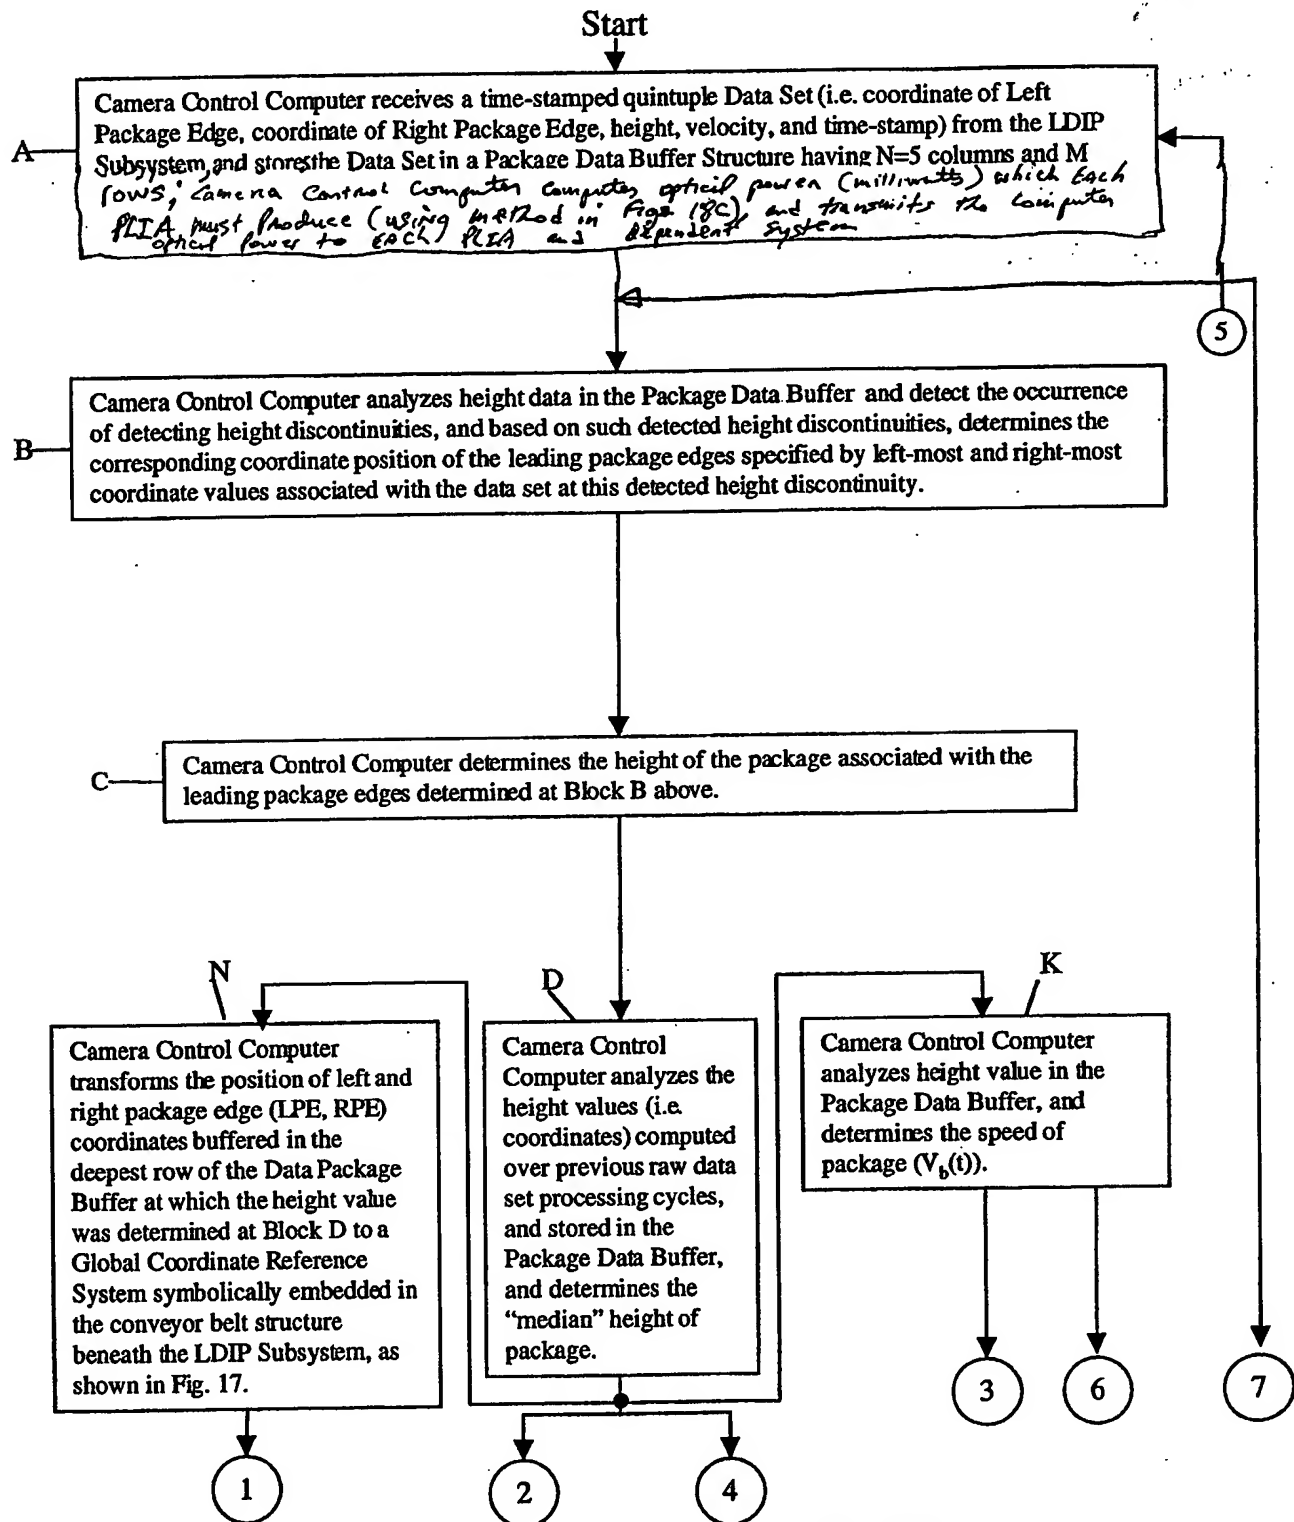 Start
A
Camera Control Computer receives a time-stamped quintuple Data Set (i.e. coordinate of Left
Package Edge, coordinate of Right Package Edge, height, velocity, and time-stamp) from the LDIP
Subsystem, and storesthe Data Set in a Package Data Buffer Structure having N=5 columns and M
rows; Camera Control Computer computes optical power (milliwatts) which Each
PLIA must Produce (using method in Figs 18C) and transmits the computer
optical power to EACH PLIA and dependent System
5
B
Camera Control Computer analyzes height data in the Package Data Buffer and detect the occurrence
of detecting height discontinuities, and based on such detected height discontinuities, determines the
corresponding coordinate position of the leading package edges specified by left-most and right-most
coordinate values associated with the data set at this detected height discontinuity.
C
Camera Control Computer determines the height of the package associated with the
leading package edges determined at Block B above.
N
Camera Control Computer
transforms the position of left and
right package edge (LPE, RPE)
coordinates buffered in the
deepest row of the Data Package
Buffer at which the height value
was determined at Block D to a
Global Coordinate Reference
System symbolically embedded in
the conveyor belt structure
beneath the LDIP Subsystem, as
shown in Fig. 17.
D
Camera Control
Computer analyzes the
height values (i.e.
coordinates) computed
over previous raw data
set processing cycles,
and stored in the
Package Data Buffer,
and determines the
“median” height of
package.
K
Camera Control Computer
analyzes height value in the
Package Data Buffer, and
determines the speed of
package (V_b(t)).
3
6
7
1
2
4